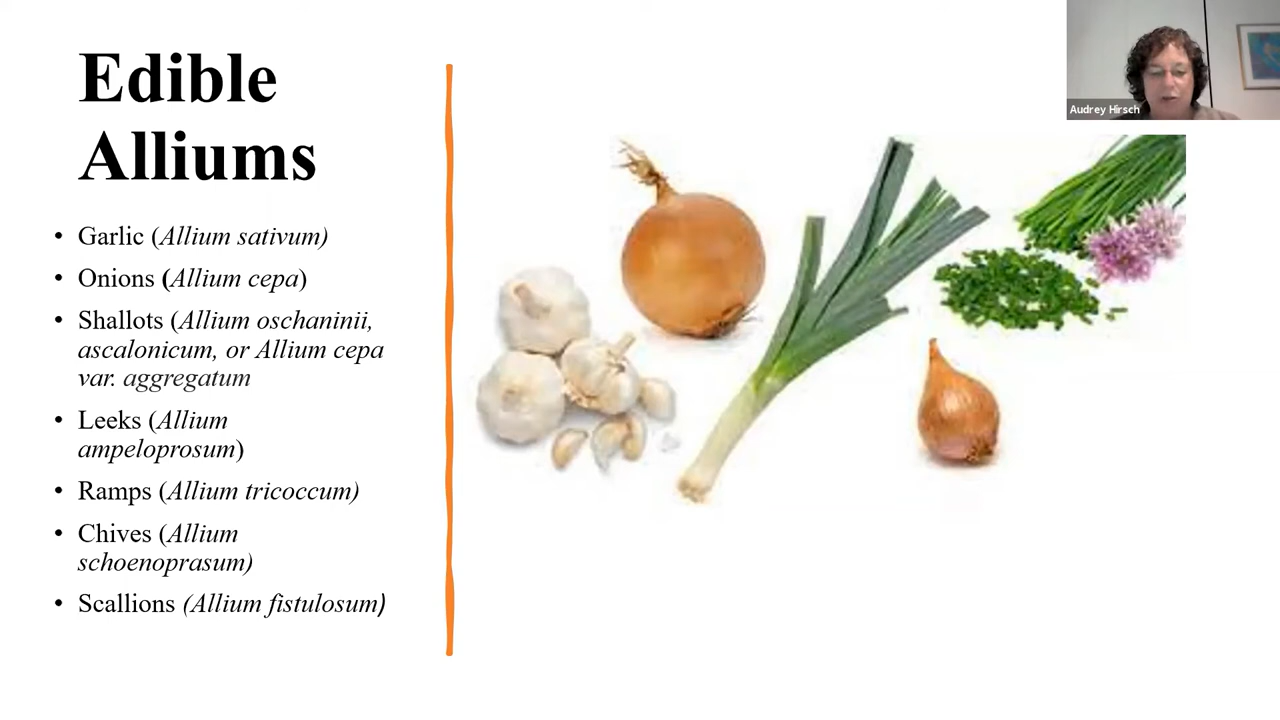 Edible
Alliums
• Garlic (Allium sativum)
• Onions (Allium cepa)
• Shallots (Allium oschaninii,
ascalonicum, or Allium cepa
var. aggregatum
• Leeks (Allium
ampeloprosum)
• Ramps (Allium tricoccum)
• Chives (Allium
schoenoprasum)
• Scallions (Allium fistulosum)
Audrey Hirsch